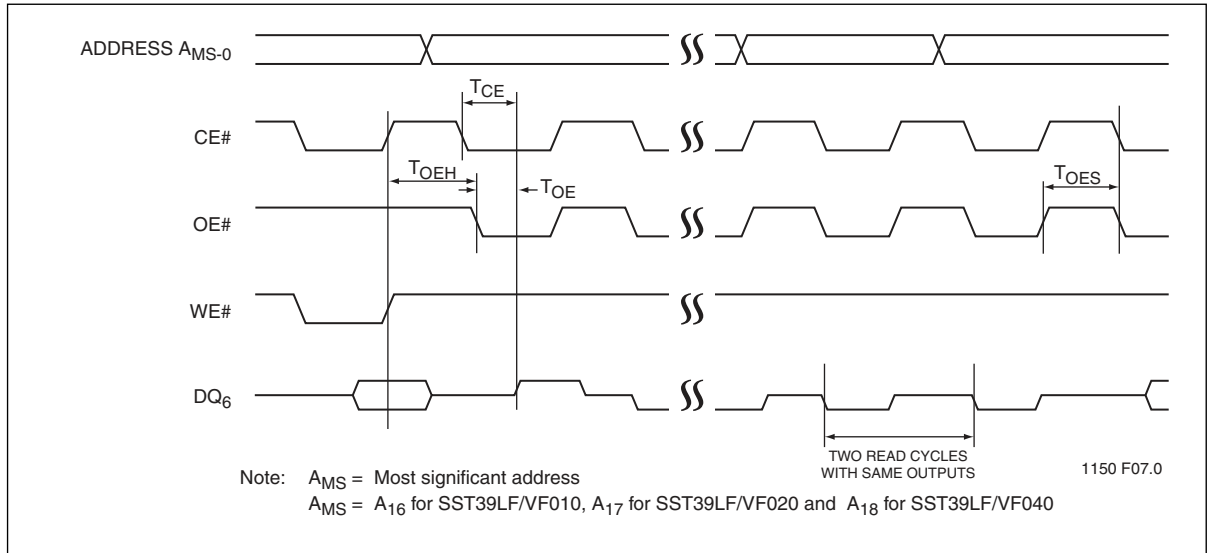 ADDRESS AMS-0
TCE
CE#
TOEH
TOE
TOES
OE#
WE#
DQ6
TWO READ CYCLES
WITH SAME OUTPUTS
1150 F07.0
Note: AMS = Most significant address
AMS = A16 for SST39LF/VF010, A17 for SST39LF/VF020 and A18 for SST39LF/VF040